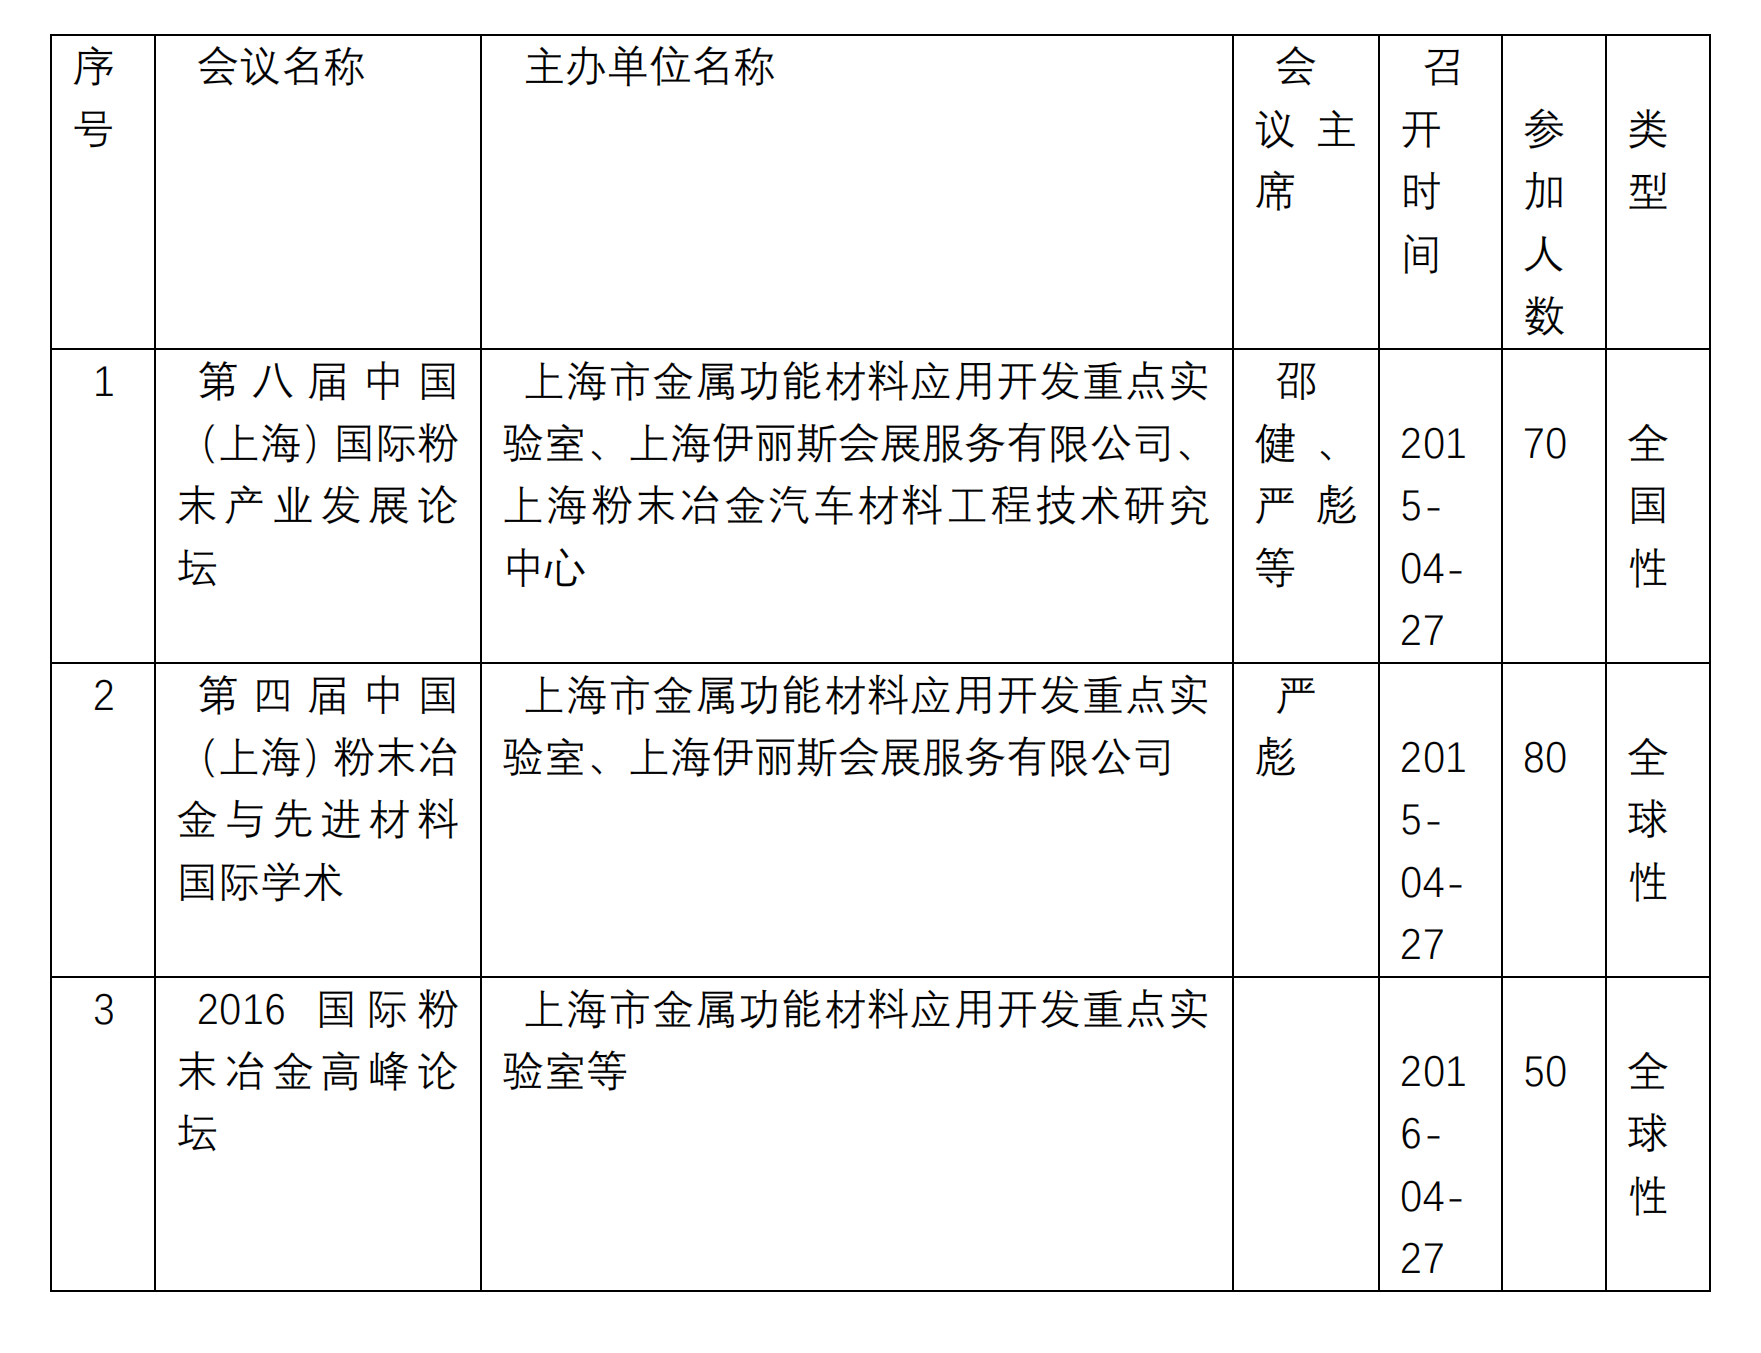 序
号
会议名称
主办单位名称
会
议主
席
召
开
时
间
参
加
人
数
类
型
1
第八届中国
（上海）国际粉
末产业发展论
坛
上海市金属功能材料应用开发重点实
验室、上海伊丽斯会展服务有限公司、
上海粉末冶金汽车材料工程技术研究
中心
邵
健、
严彪
等
201
5-
04-
27
70
全
国
性
2
第四届中国
（上海）粉末冶
金与先进材料
国际学术
上海市金属功能材料应用开发重点实
验室、上海伊丽斯会展服务有限公司
严
彪
201
5-
04-
27
80
全
球
性
3
2016 国际粉
末冶金高峰论
坛
上海市金属功能材料应用开发重点实
验室等
201
6-
04-
27
50
全
球
性